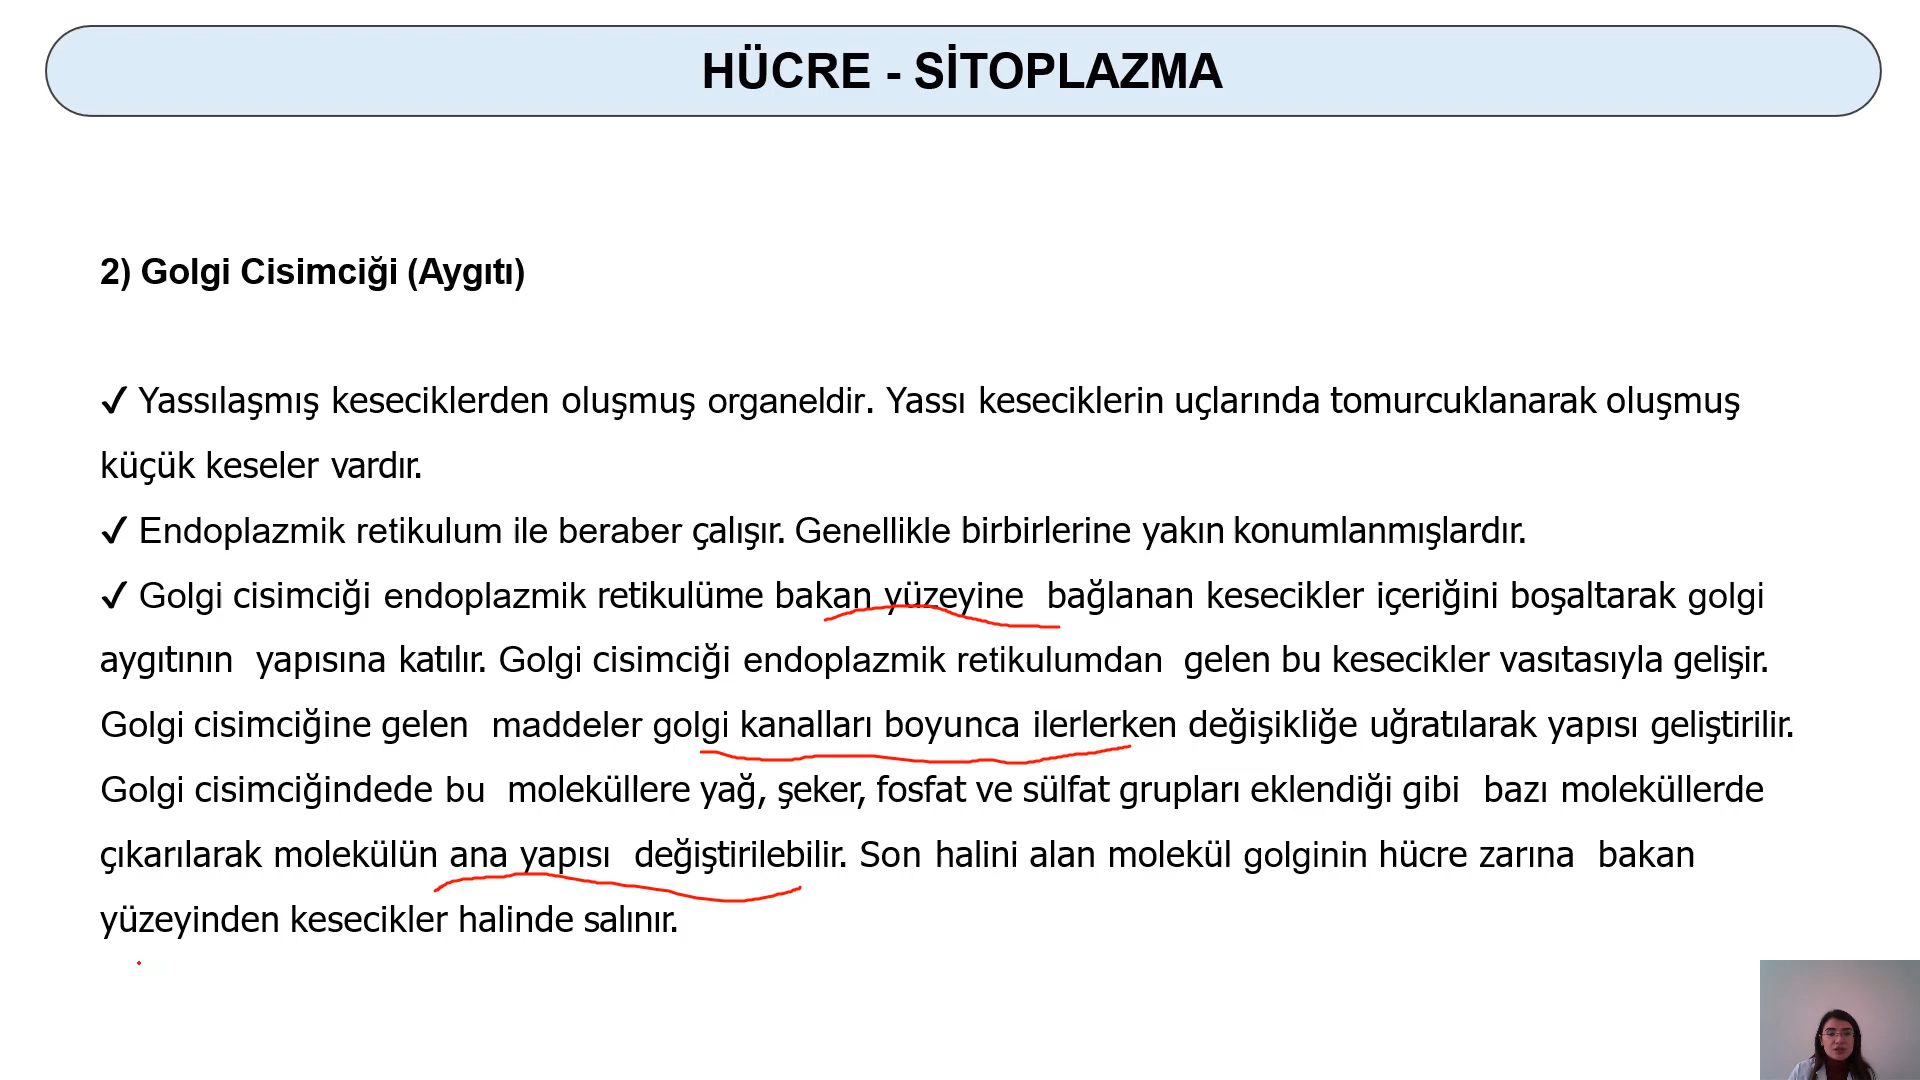 HÜCRE - SİTOPLAZMA
2) Golgi Cisimciği (Aygıtı)
✓ Yassılaşmış keseciklerden oluşmuş organeldir. Yassı keseciklerin uçlarında tomurcuklanarak oluşmuş
küçük keseler vardır.
✓ Endoplazmik retikulum ile beraber çalışır. Genellikle birbirlerine yakın konumlanmışlardır.
✓ Golgi cisimciği endoplazmik retikulüme bakan yüzeyine bağlanan kesecikler içeriğini boşaltarak golgi
aygıtının yapısına katılır. Golgi cisimciği endoplazmik retikulumdan gelen bu kesecikler vasıtasıyla gelişir.
Golgi cisimciğine gelen maddeler golgi kanalları boyunca ilerlerken değişikliğe uğratılarak yapısı geliştirilir.
Golgi cisimciğindede bu moleküllere yağ, şeker, fosfat ve sülfat grupları eklendiği gibi bazı moleküllerde
çıkarılarak molekülün ana yapısı değiştirilebilir. Son halini alan molekül golginin hücre zarına bakan
yüzeyinden kesecikler halinde salınır.